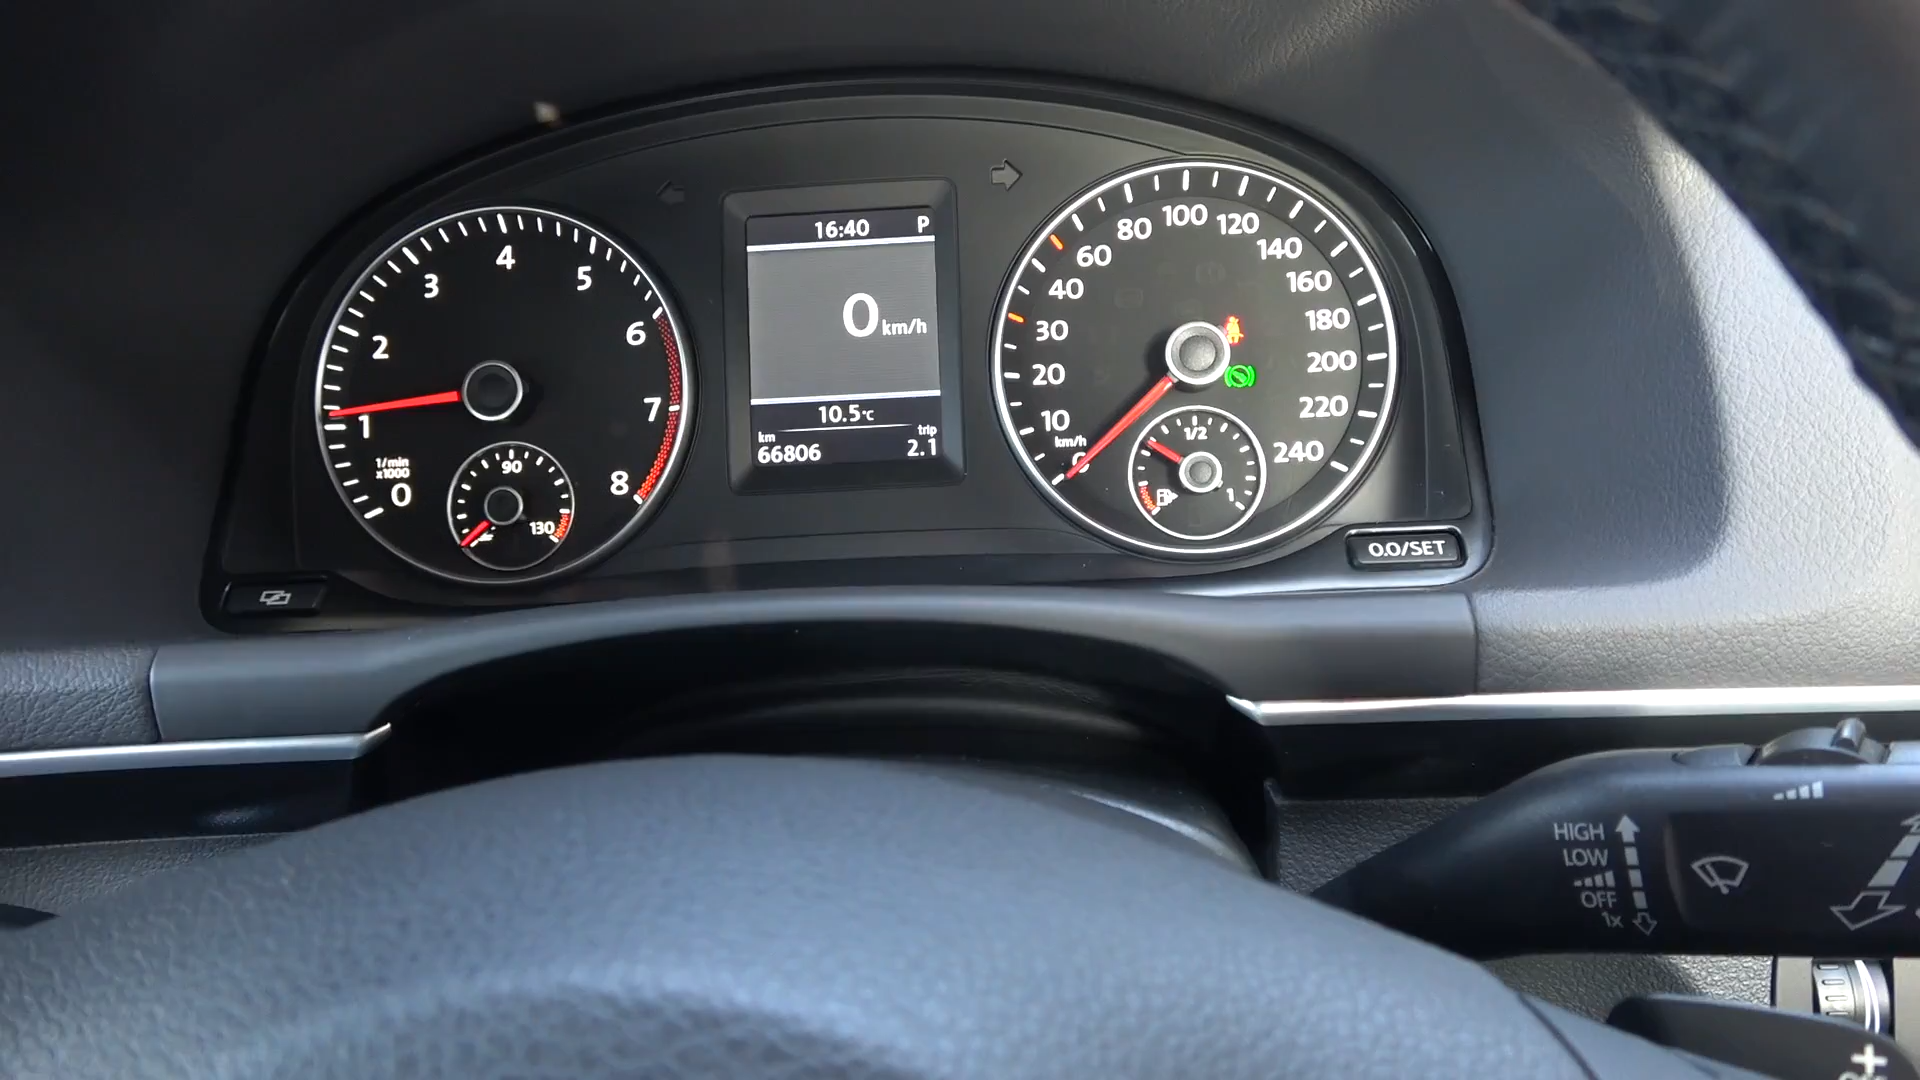 16:40 P
0 km/h
10.5°C
km
66806
trip
2.1
0
1
2
3
4
5
6
7
8
1/min
x1000
90
130
0
10
20
30
40
60
80
100
120
140
160
180
200
220
240
km/h
1/2
1
0.0/SET
HIGH
LOW
OFF
1x
+